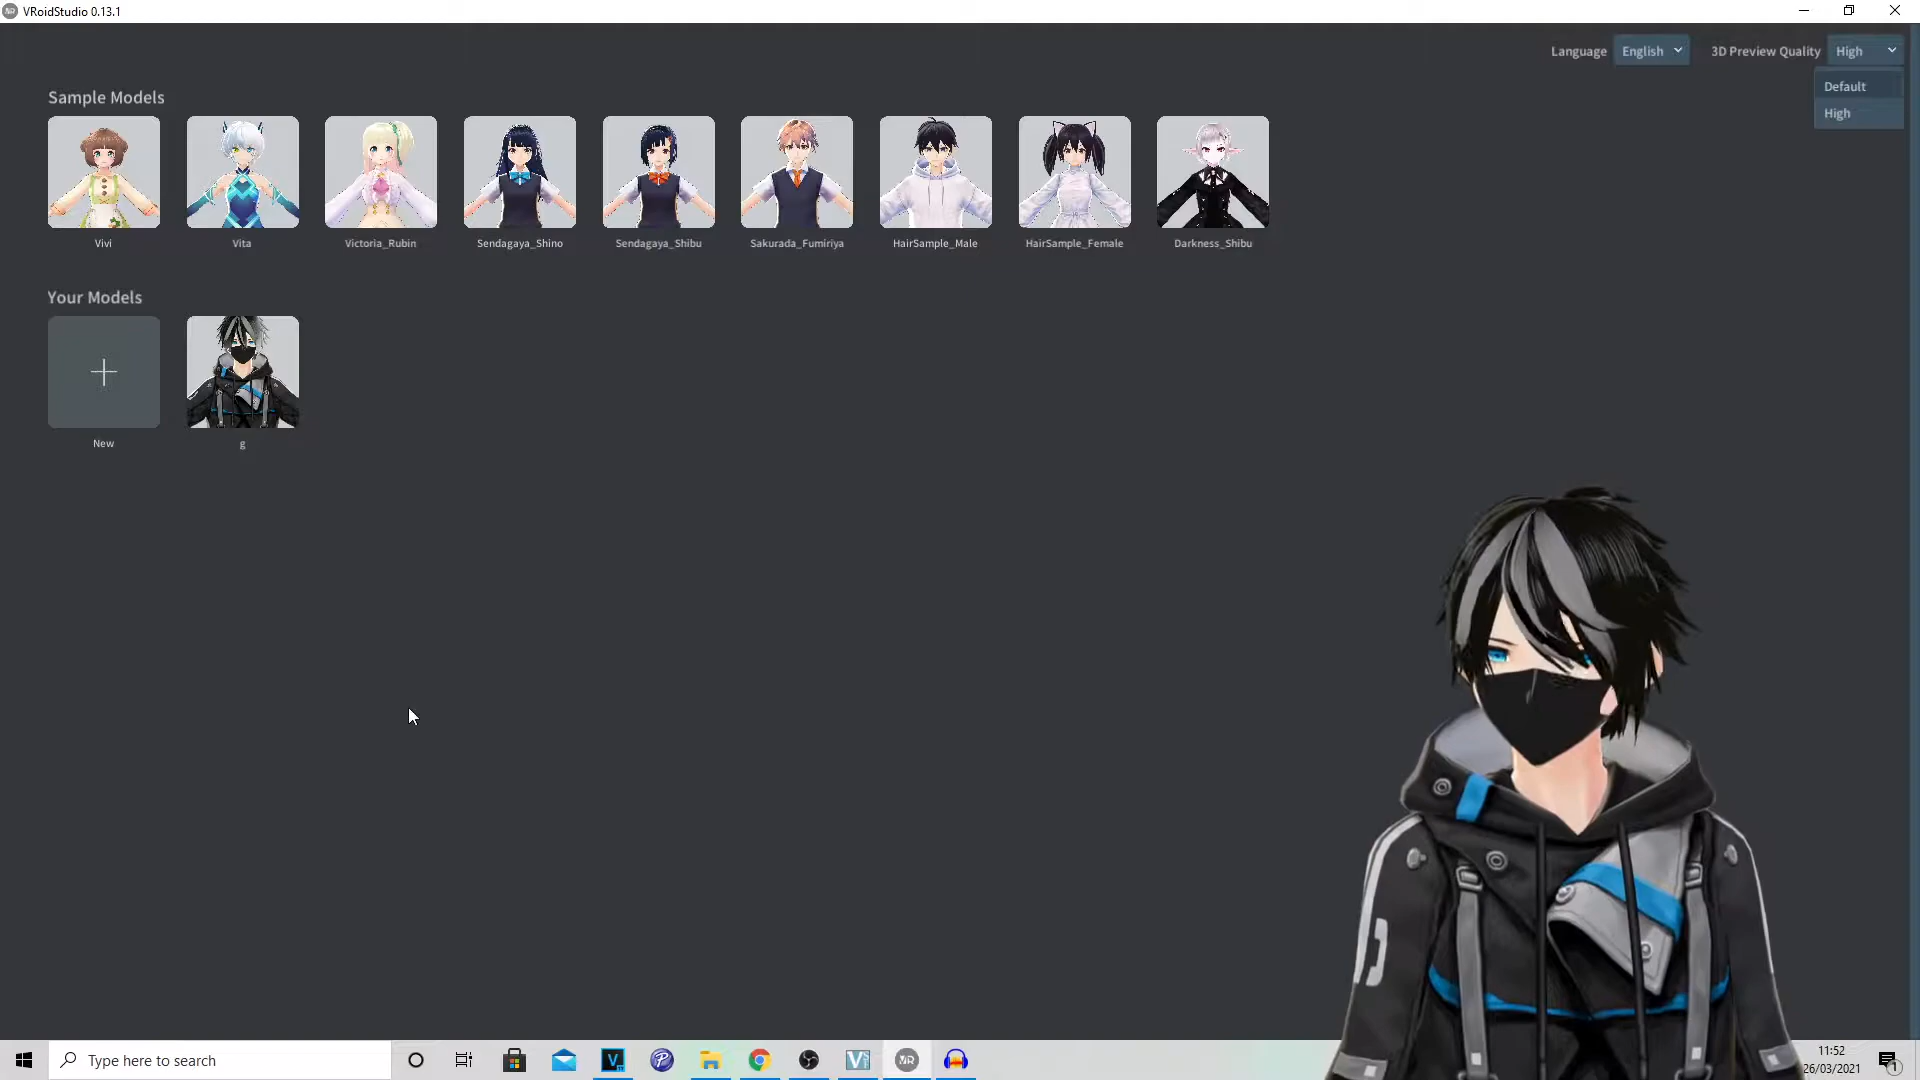 VRoidStudio 0.13.1
Language English 3D Preview Quality High
Default
High
Sample Models
Vivi Vita Victoria_Rubin Sendagaya_Shino Sendagaya_Shibu Sakurada_Fumiriya HairSample_Male HairSample_Female Darkness_Shibu
Your Models
New g
Type here to search
11:52
26/03/2021
1